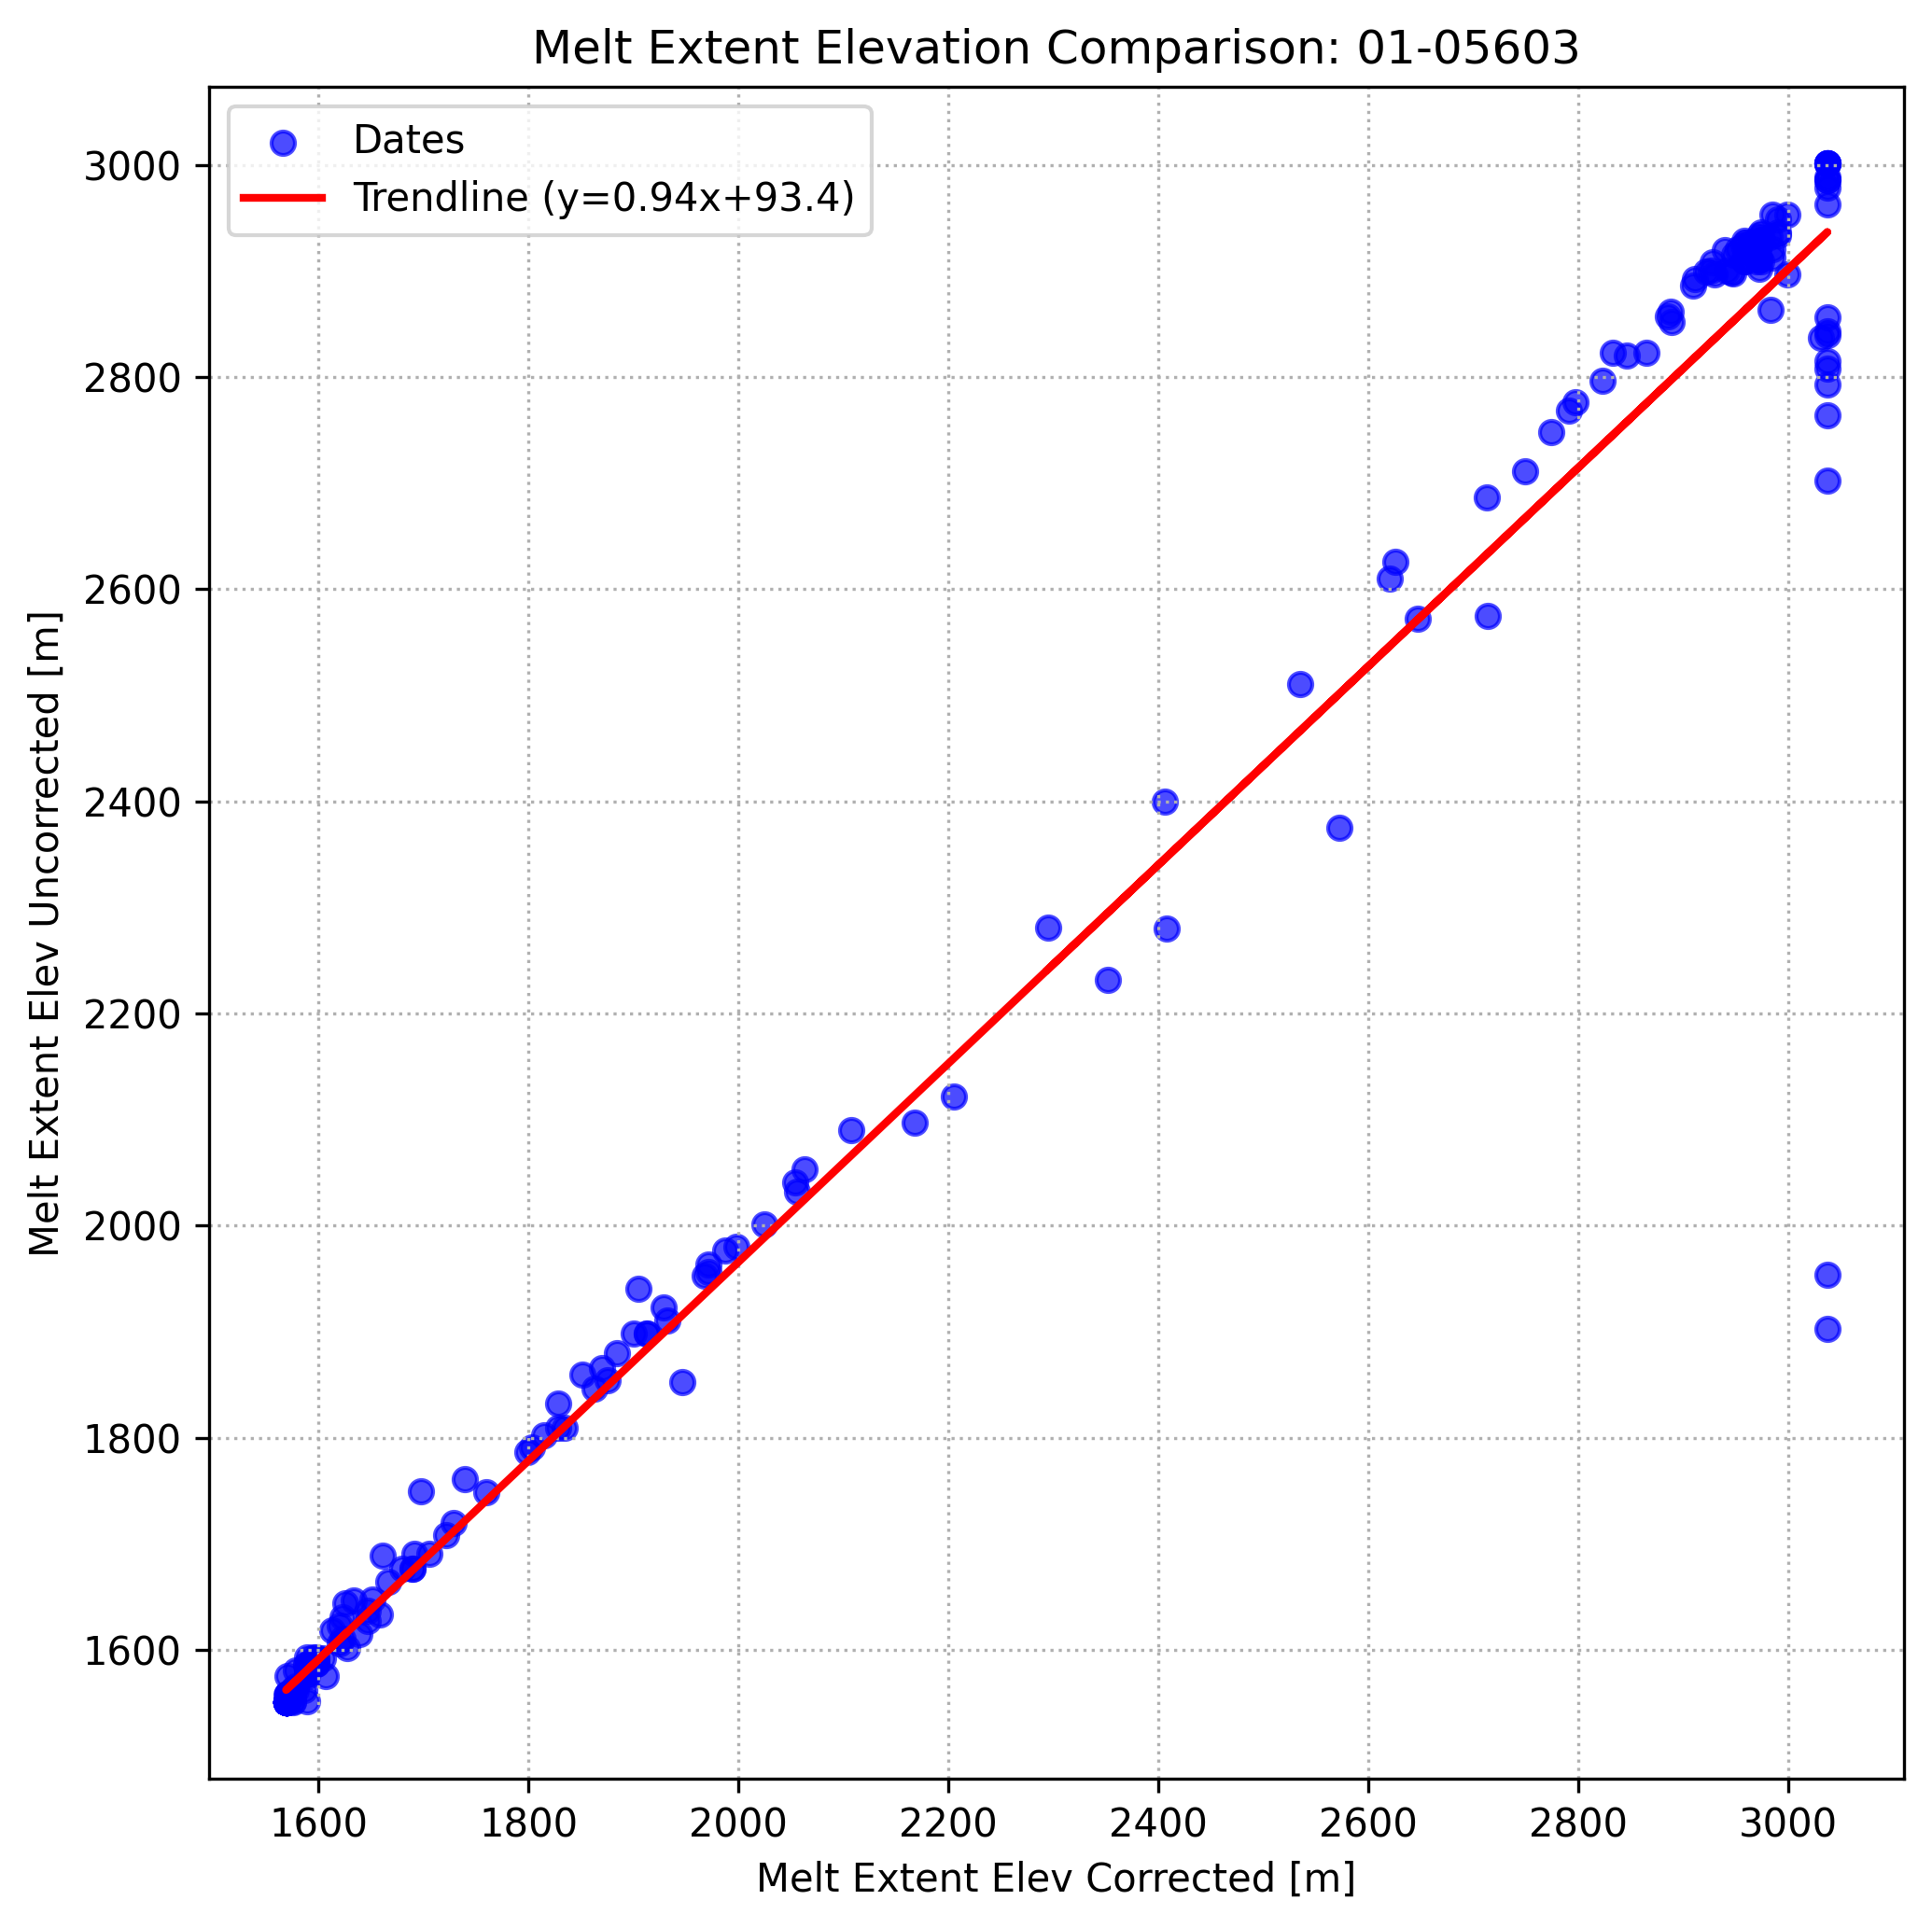 Melt Extent Elevation Comparison: 01-05603
Dates
Trendline (y=0.94x+93.4)
3000
2800
2600
2400
2200
2000
1800
1600
Melt Extent Elev Uncorrected [m]
1600 1800 2000 2200 2400 2600 2800 3000
Melt Extent Elev Corrected [m]